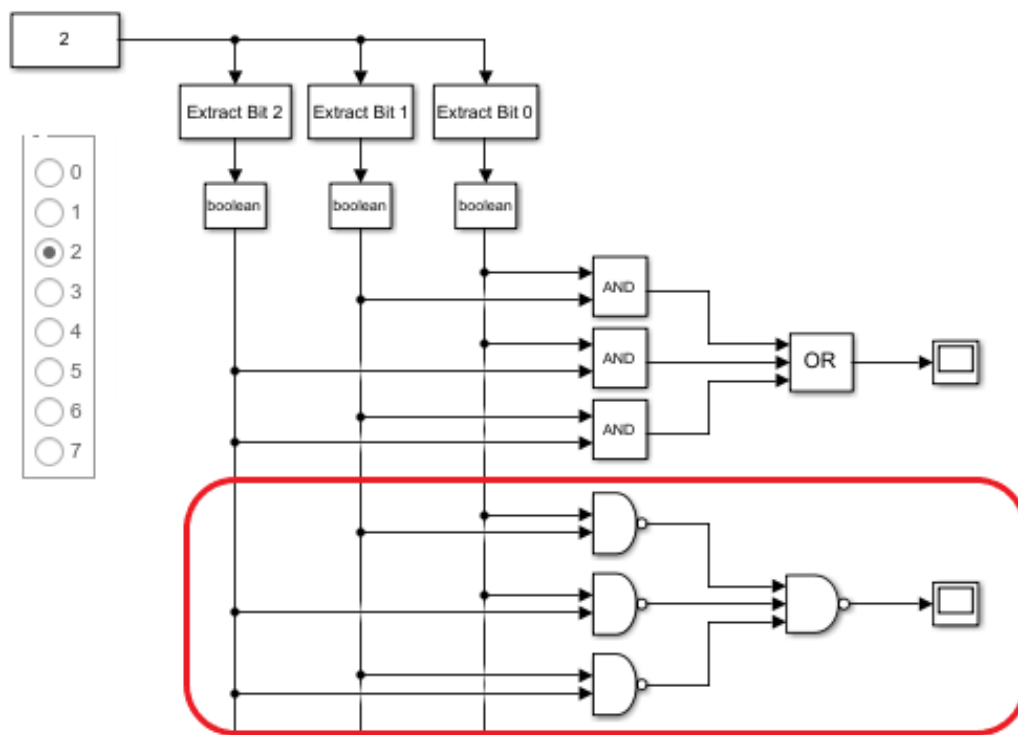 2
Extract Bit 2
Extract Bit 1
Extract Bit 0
0
1
2
3
4
5
6
7
boolean
boolean
boolean
AND
AND
AND
OR